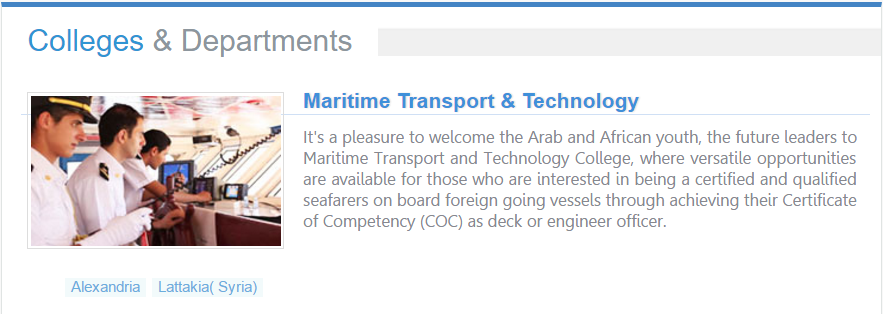 Colleges & Departments
Maritime Transport & Technology
It's a pleasure to welcome the Arab and African youth, the future leaders to
Maritime Transport and Technology College, where versatile opportunities
are available for those who are interested in being a certified and qualified
seafarers on board foreign going vessels through achieving their Certificate
of Competency (COC) as deck or engineer officer.
Alexandria
Lattakia( Syria)